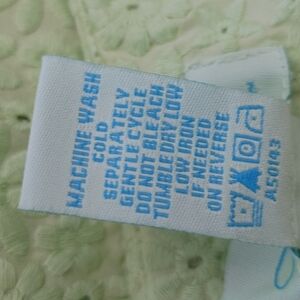 MACHINE WASH
COLD
SEPARATELY
GENTLE CYCLE
DO NOT BLEACH
TUMBLE DRY LOW
LOW IRON
IF NEEDED
ON REVERSE
A50143